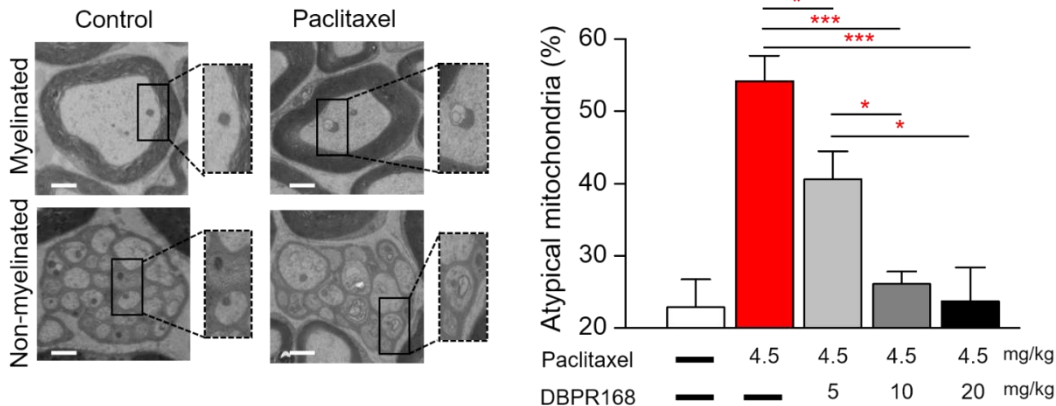 Control
Paclitaxel
Myelinated
Non-myelinated
Atypical mitochondria (%)
60
50
40
30
20
*
***
***
*
*
Paclitaxel 4.5 4.5 4.5 4.5 mg/kg
DBPR168 5 10 20 mg/kg